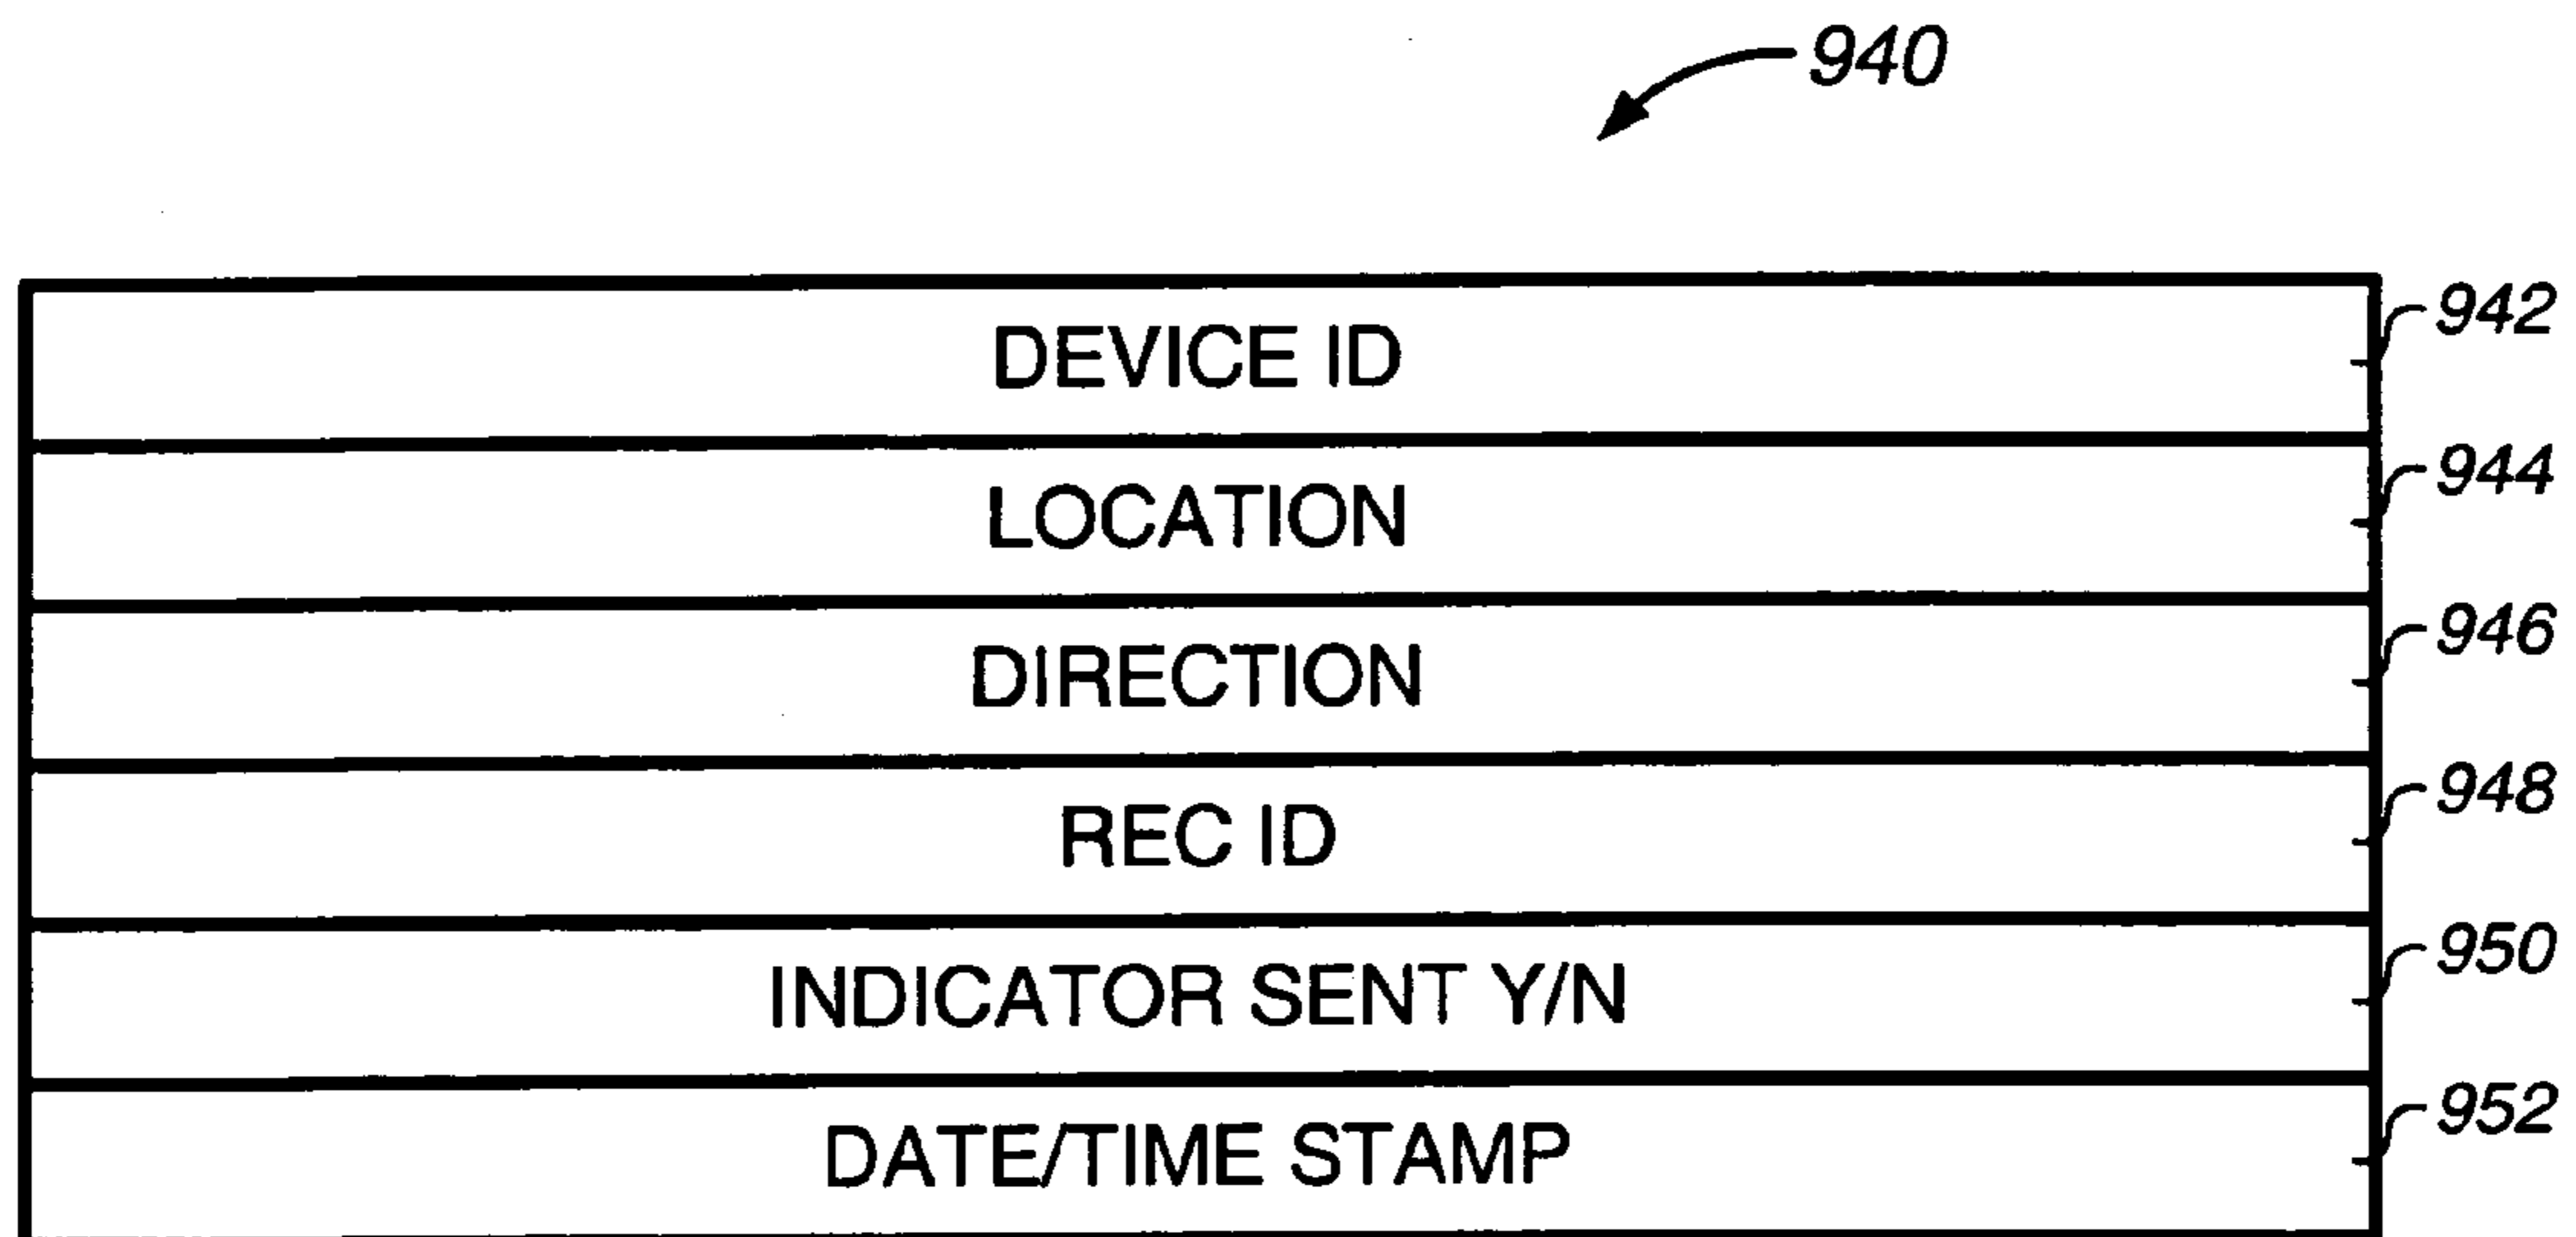 940
DEVICE ID 942
LOCATION 944
DIRECTION 946
REC ID 948
INDICATOR SENT Y/N 950
DATE/TIME STAMP 952